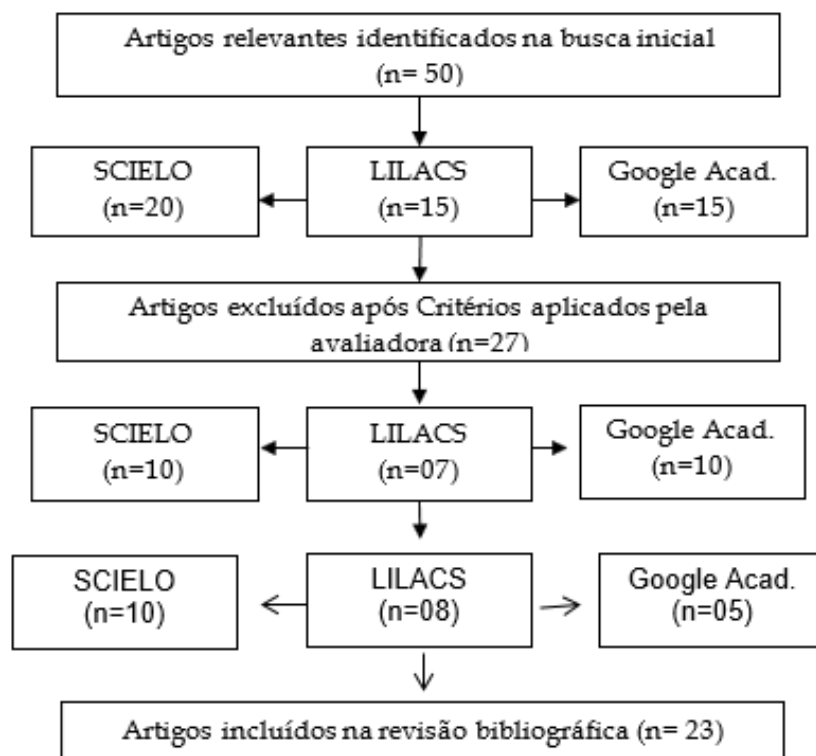 Artigos relevantes identificados na busca inicial
(n= 50)
SCIELO
(n=20)
LILACS
(n=15)
Google Acad.
(n=15)
Artigos excluídos após Critérios aplicados pela
avaliadora (n=27)
SCIELO
(n=10)
LILACS
(n=07)
Google Acad.
(n=10)
SCIELO
(n=10)
LILACS
(n=08)
Google Acad.
(n=05)
Artigos incluídos na revisão bibliográfica (n= 23)